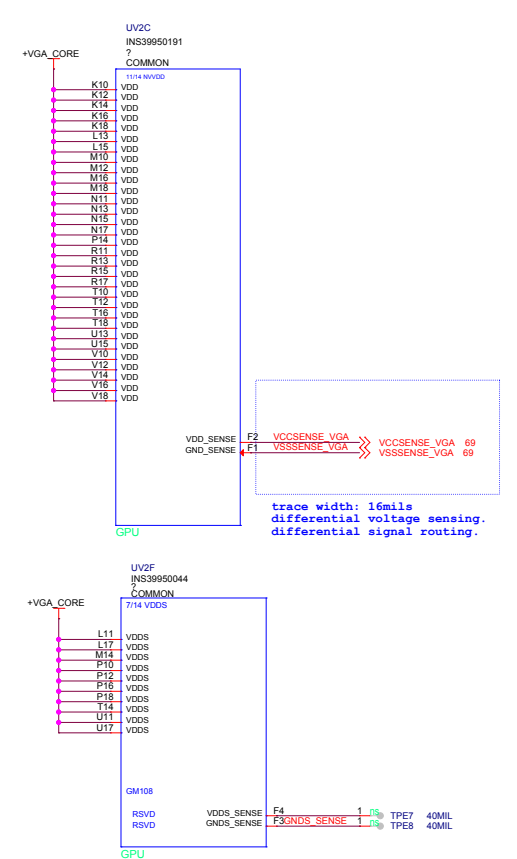 UV2C
INS39950191
?
COMMON
+VGA_CORE
11/14 NVVDD
K10 VDD
K12 VDD
K14 VDD
K16 VDD
K18 VDD
L13 VDD
L15 VDD
M10 VDD
M12 VDD
M16 VDD
M18 VDD
N11 VDD
N13 VDD
N15 VDD
N17 VDD
P14 VDD
R11 VDD
R13 VDD
R15 VDD
R17 VDD
T10 VDD
T12 VDD
T16 VDD
T18 VDD
U13 VDD
U15 VDD
V10 VDD
V12 VDD
V14 VDD
V16 VDD
V18 VDD
VDD_SENSE F2 VCCSENSE_VGA VCCSENSE_VGA 69
GND_SENSE F1 VSSSENSE_VGA VSSSENSE_VGA 69
trace width: 16mils
differential voltage sensing.
differential signal routing.
GPU
UV2F
INS39950044
?
COMMON
+VGA_CORE
7/14 VDDS
L11 VDDS
L17 VDDS
M14 VDDS
P10 VDDS
P12 VDDS
P16 VDDS
P18 VDDS
T14 VDDS
U11 VDDS
U17 VDDS
GM108
RSVD VDDS_SENSE F4 1 ns TPE7 40MIL
RSVD GNDS_SENSE F3 GNDS_SENSE 1 ns TPE8 40MIL
GPU